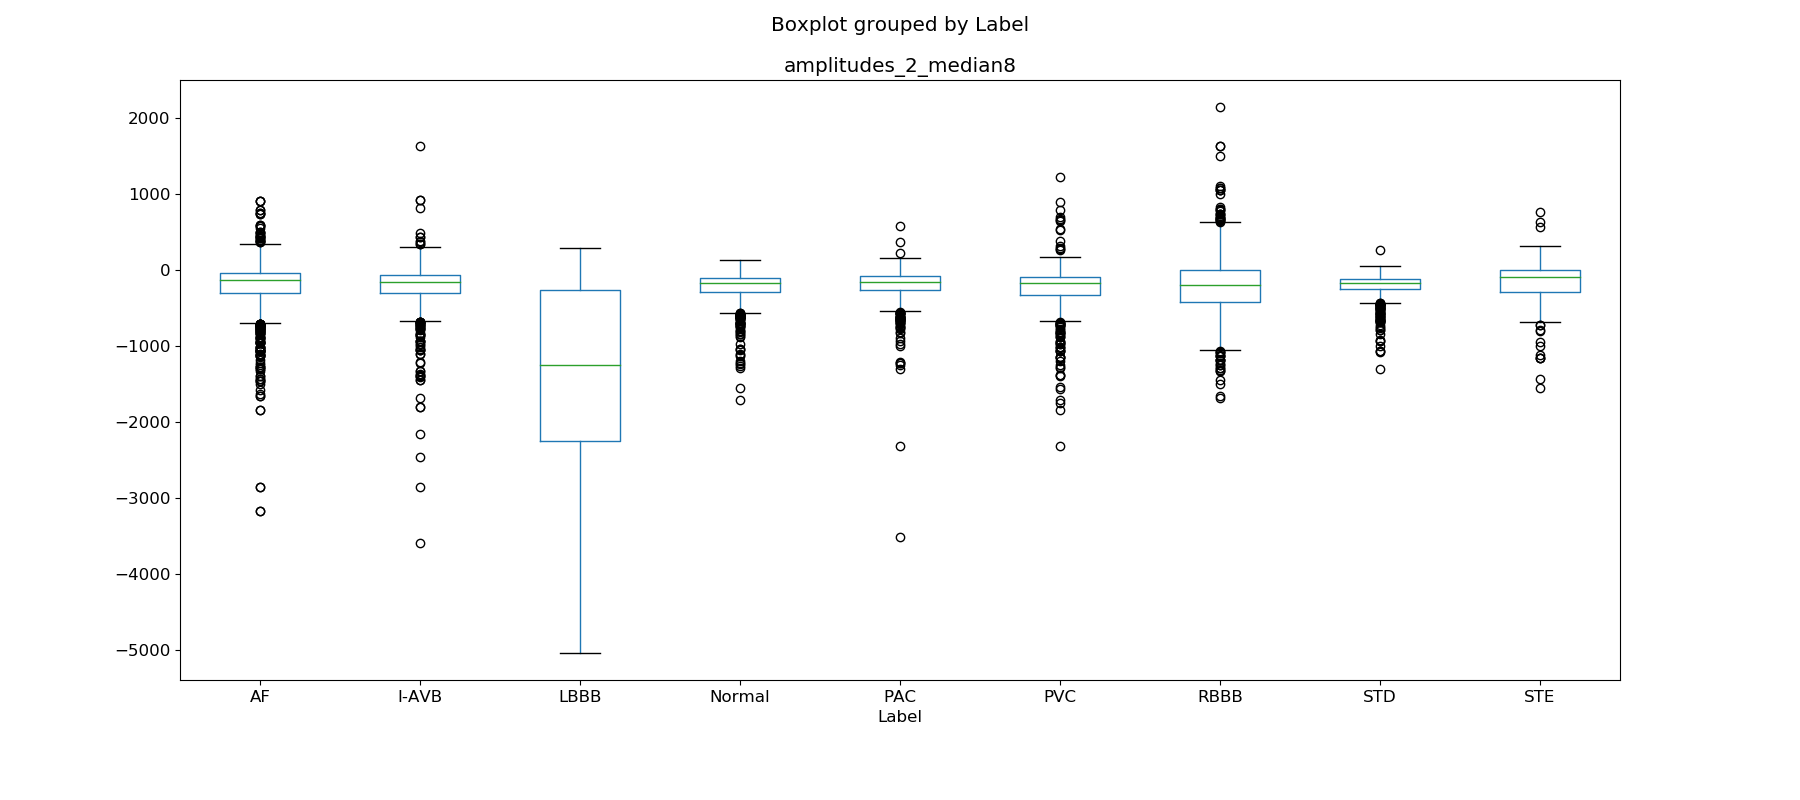 Boxplot grouped by Label
amplitudes_2_median8
2000
1000
0
−1000
−2000
−3000
−4000
−5000
AF I-AVB LBBB Normal PAC PVC RBBB STD STE
Label